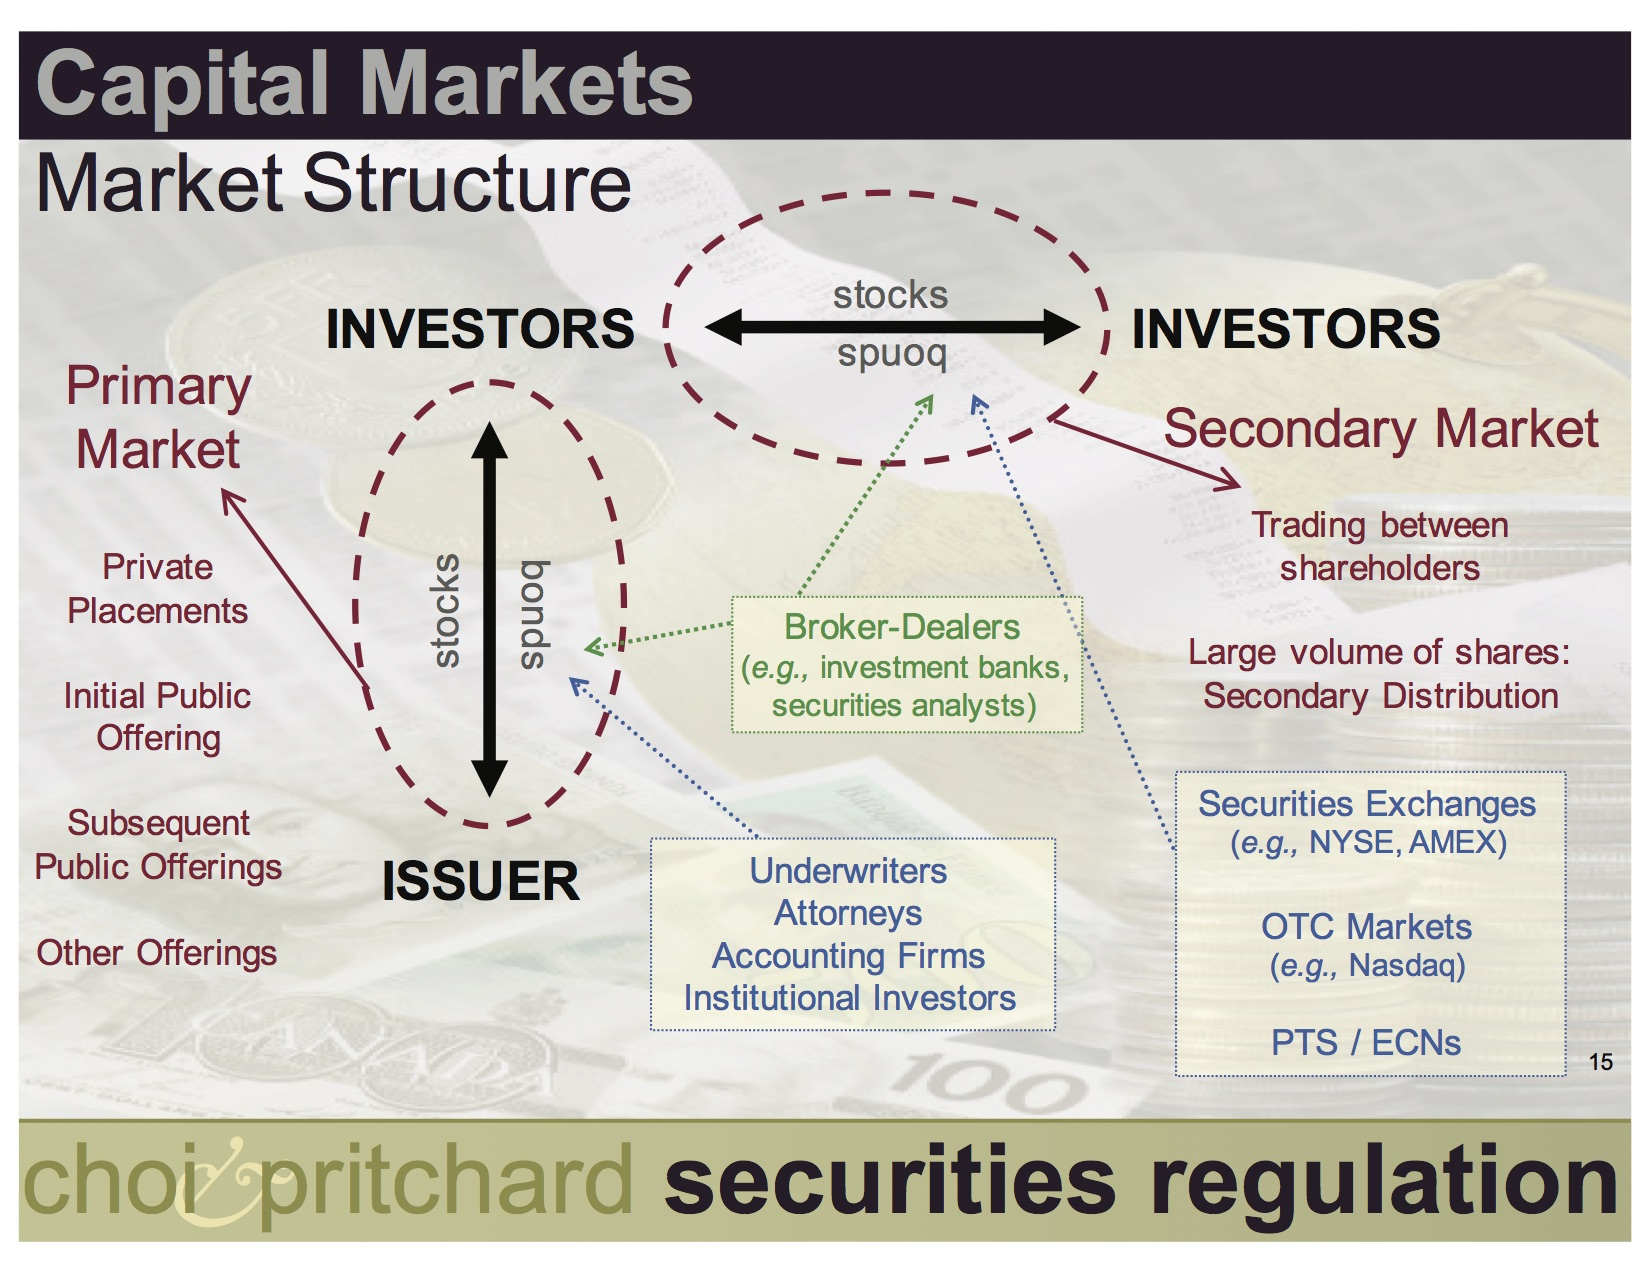 Capital Markets
Market Structure
stocks
INVESTORS
INVESTORS
bonds
Primary
Market
Secondary Market
stocks
bonds
Private
Placements
Initial Public
Offering
Subsequent
Public Offerings
Other Offerings
ISSUER
Trading between
shareholders
Large volume of shares:
Secondary Distribution
Broker-Dealers
(e.g., investment banks,
securities analysts)
Underwriters
Attorneys
Accounting Firms
Institutional Investors
Securities Exchanges
(e.g., NYSE, AMEX)
OTC Markets
(e.g., Nasdaq)
PTS / ECNs
CANADA
100
15
choi & pritchard securities regulation